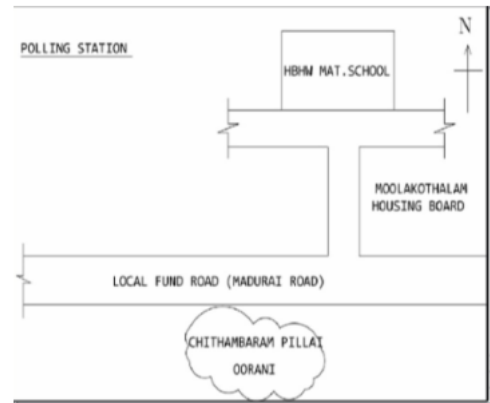 POLLING STATION
N
HBHW MAT.SCHOOL
MOOLAKOTHALAM
HOUSING BOARD
LOCAL FUND ROAD (MADURAI ROAD)
CHITHAMBARAM PILLAI
OORANI